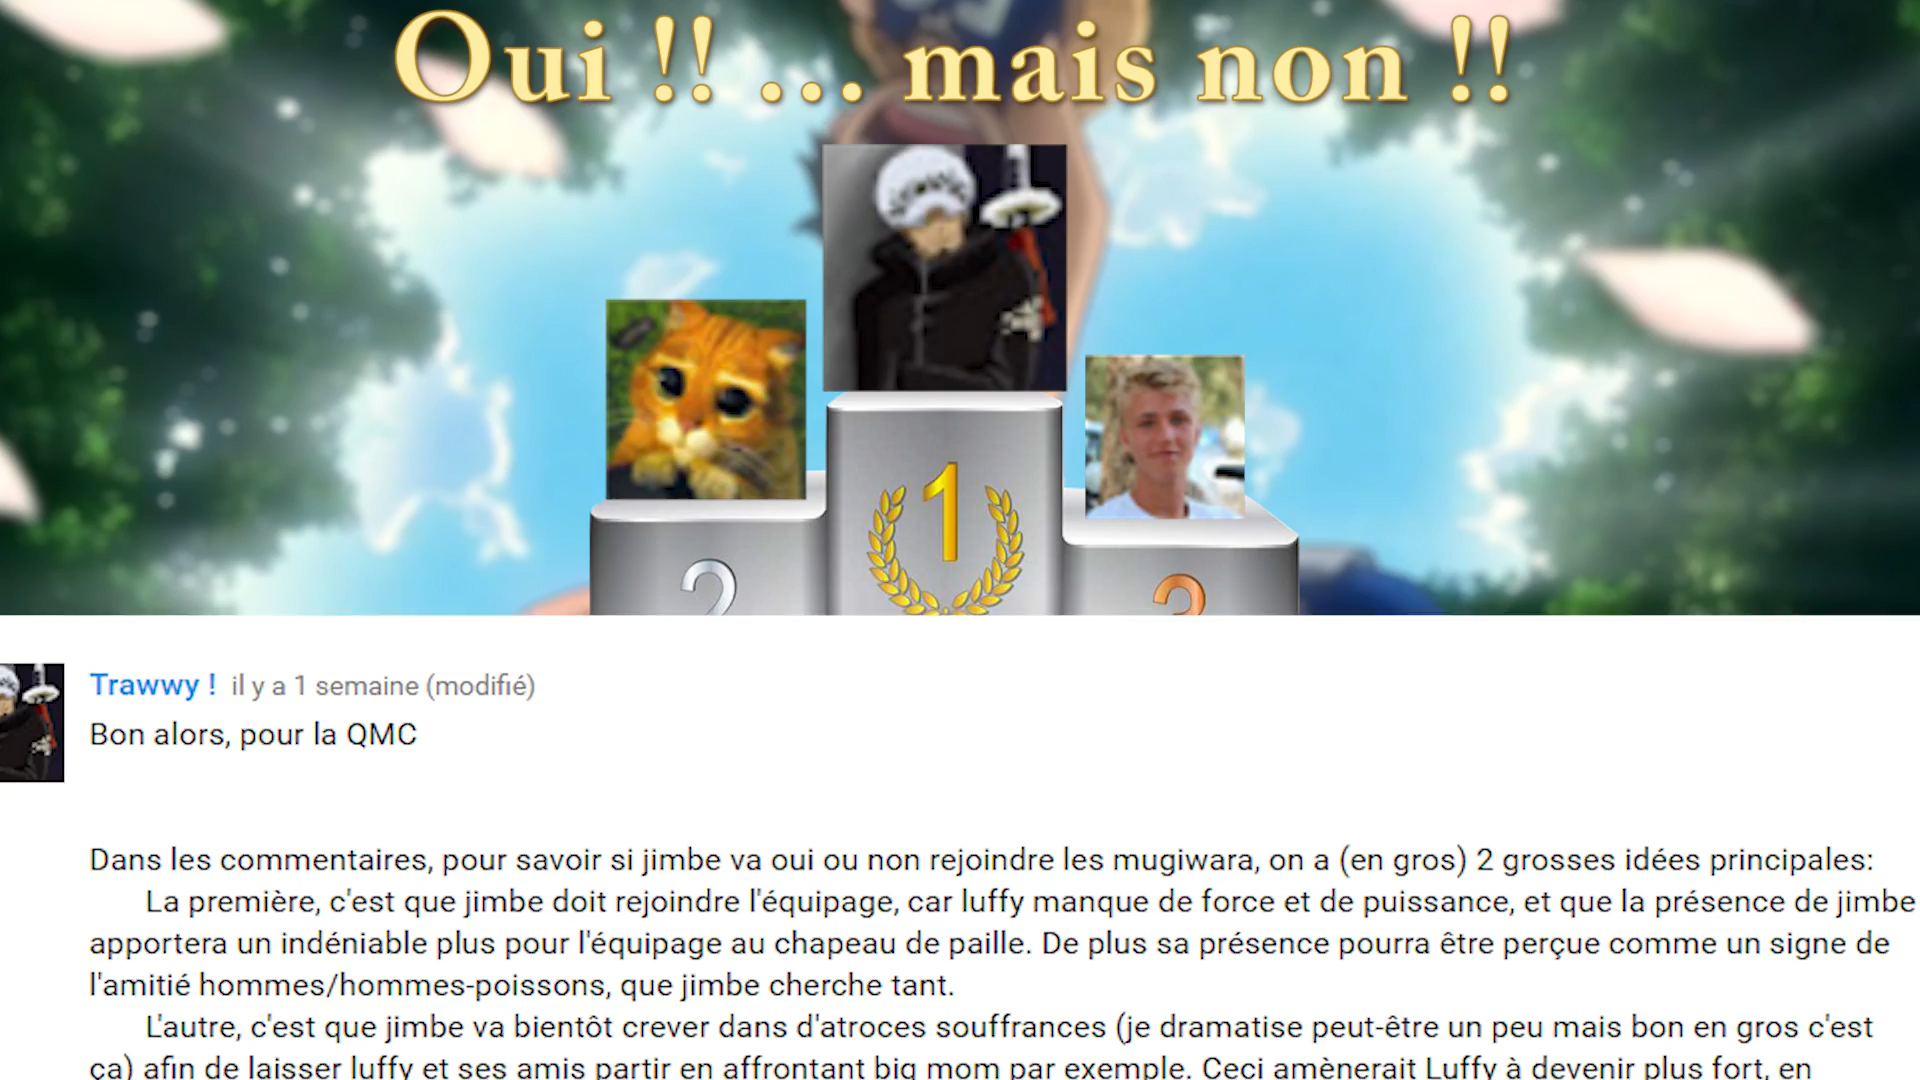 Oui !! ... mais non !!
1
2
3
Trawwy ! il y a 1 semaine (modifié)
Bon alors, pour la QMC
Dans les commentaires, pour savoir si jimbe va oui ou non rejoindre les mugiwara, on a (en gros) 2 grosses idées principales:
La première, c'est que jimbe doit rejoindre l'équipage, car luffy manque de force et de puissance, et que la présence de jimbe
apportera un indéniable plus pour l'équipage au chapeau de paille. De plus sa présence pourra être perçue comme un signe de
l'amitié hommes/hommes-poissons, que jimbe cherche tant.
L'autre, c'est que jimbe va bientôt crever dans d'atroces souffrances (je dramatise peut-être un peu mais bon en gros c'est
ça) afin de laisser luffy et ses amis partir en affrontant big mom par exemple. Ceci amènerait Luffy à devenir plus fort, en